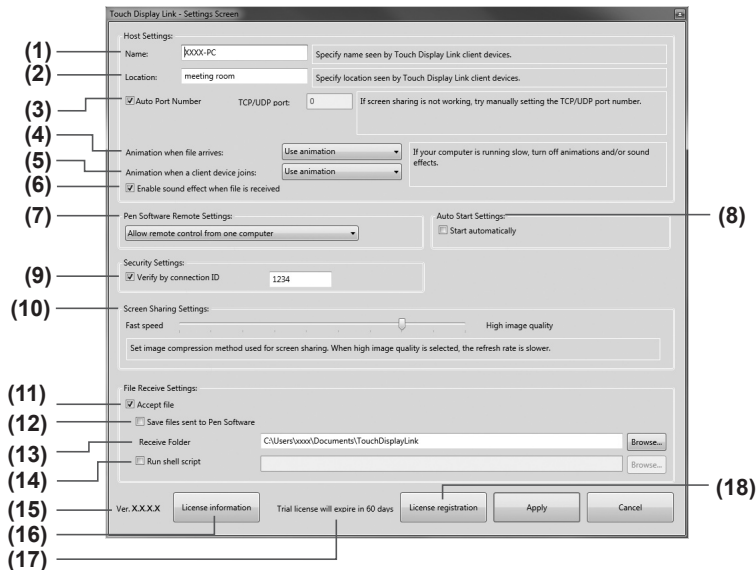 Touch Display Link - Settings Screen
Host Settings:
(1) Name: XXXX-PC Specify name seen by Touch Display Link client devices.
(2) Location: meeting room Specify location seen by Touch Display Link client devices.
(3) Auto Port Number TCP/UDP port: 0 If screen sharing is not working, try manually setting the TCP/UDP port number.
(4) Animation when file arrives: Use animation If your computer is running slow, turn off animations and/or sound
effects.
(5) Animation when a client device joins: Use animation
(6) Enable sound effect when file is received
(7) Pen Software Remote Settings: Auto Start Settings: (8)
Allow remote control from one computer Start automatically
Security Settings:
(9) Verify by connection ID 1234
(10) Screen Sharing Settings:
Fast speed High image quality
Set image compression method used for screen sharing. When high image quality is selected, the refresh rate is slower.
File Receive Settings:
(11) Accept file
(12) Save files sent to Pen Software
(13) Receive Folder C:\Users\xxxx\Documents\TouchDisplayLink Browse...
(14) Run shell script Browse...
(18)
(15) Ver. X.X.X.X License information Trial license will expire in 60 days License registration Apply Cancel
(16)
(17)